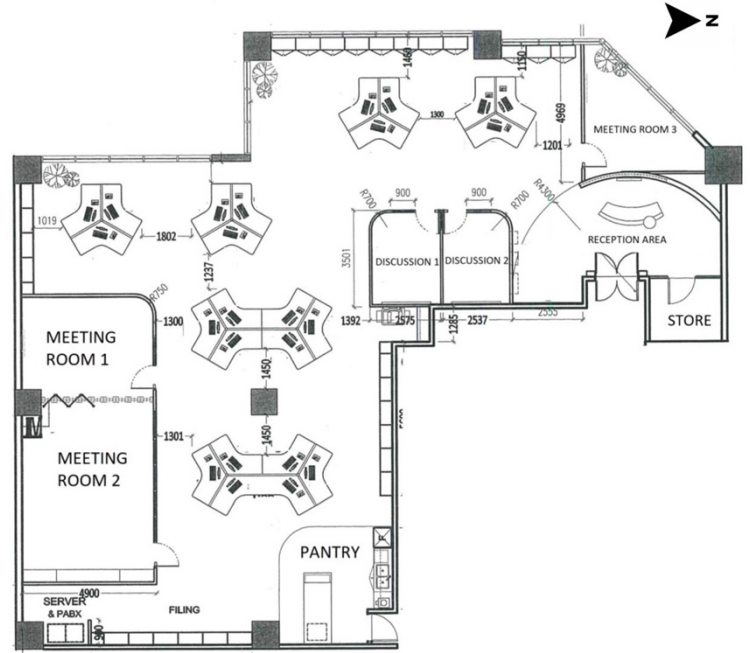 N
1460
1150
4969
1300
1201
MEETING ROOM 3
R700
900
900
R700
R4300
RECEPTION AREA
1019
1802
1237
3501
DISCUSSION 1
DISCUSSION 2
R750
1300
1392
2575
2537
1285
2555
STORE
MEETING
ROOM 1
1450
1450
1301
MEETING
ROOM 2
PANTRY
F
4900
SERVER
& PABX
900
FILING